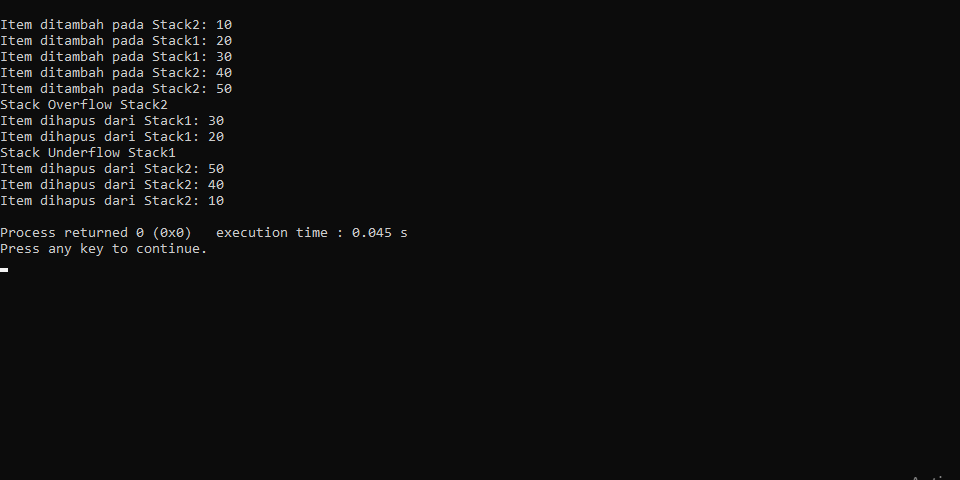 Item ditambah pada Stack2: 10
Item ditambah pada Stack1: 20
Item ditambah pada Stack1: 30
Item ditambah pada Stack2: 40
Item ditambah pada Stack2: 50
Stack Overflow Stack2
Item dihapus dari Stack1: 30
Item dihapus dari Stack1: 20
Stack Underflow Stack1
Item dihapus dari Stack2: 50
Item dihapus dari Stack2: 40
Item dihapus dari Stack2: 10
Process returned 0 (0x0)   execution time : 0.045 s
Press any key to continue.